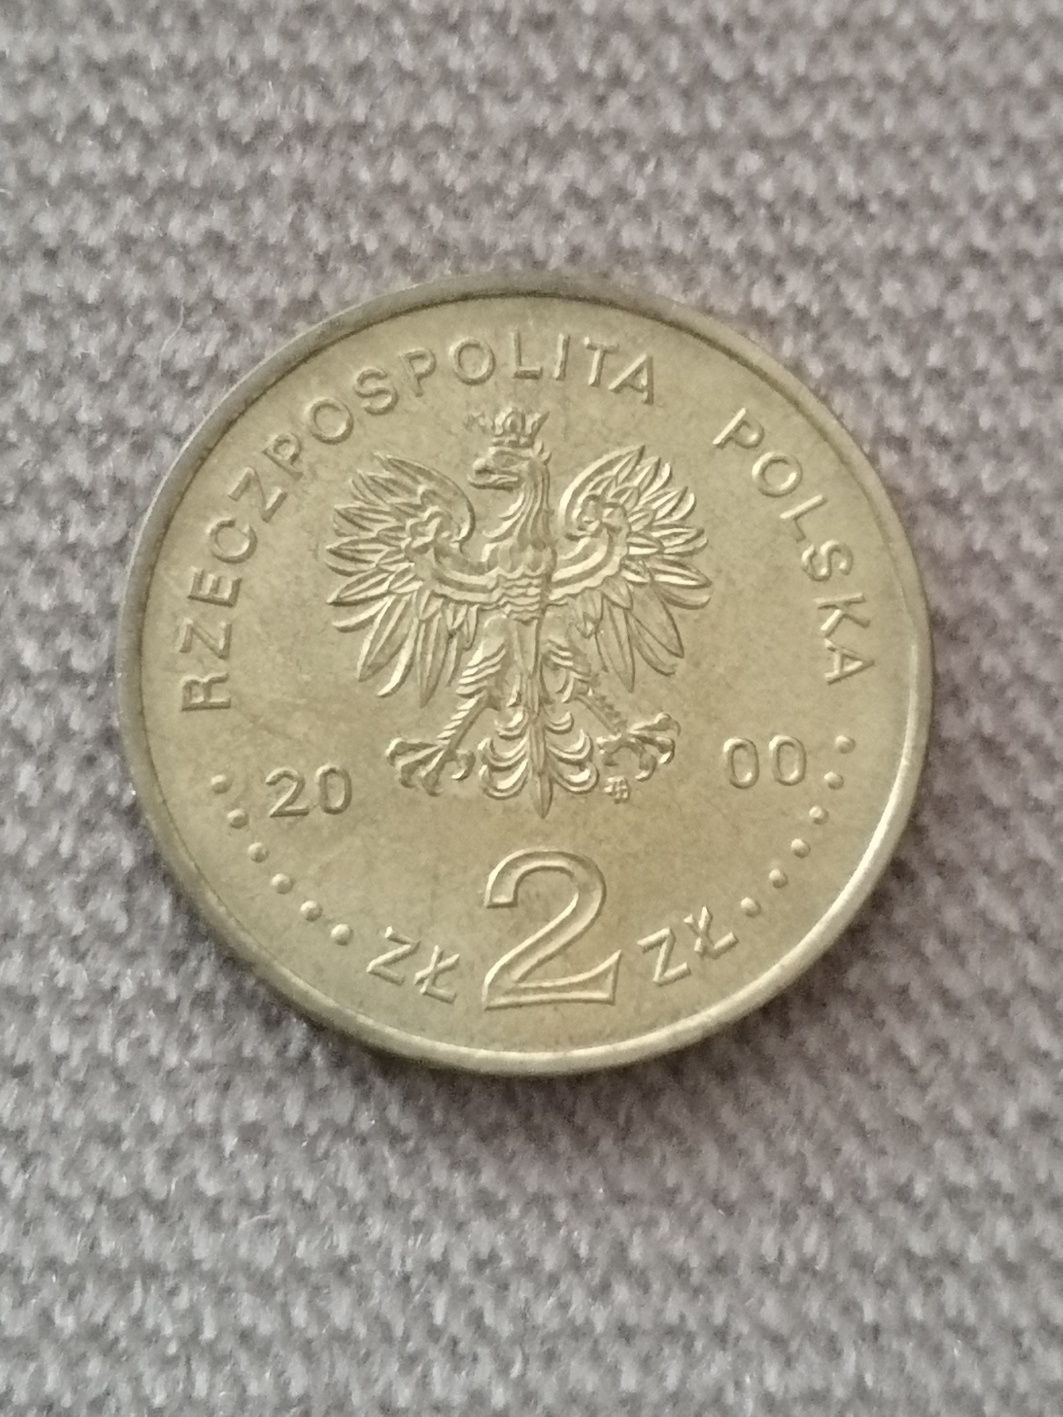 RZECZPOSPOLITA POLSKA
20 00
ZŁ 2 ZŁ